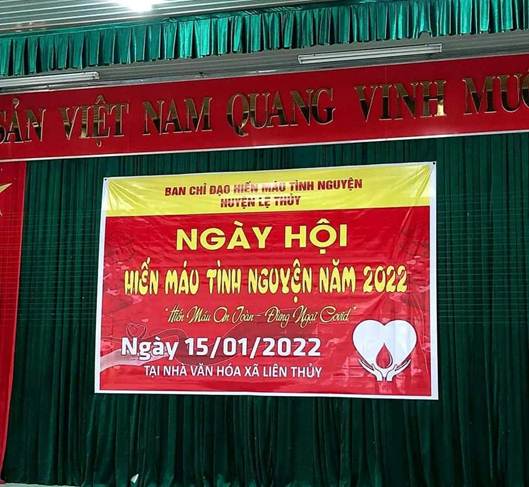 SẢN VIỆT NAM QUANG VINH MUÔ
BAN CHỈ ĐẠO HIẾN MÁU TÌNH NGUYỆN
HUYỆN LỆ THỦY
NGÀY HỘI
HIẾN MÁU TÌNH NGUYỆN NĂM 2022
"Hiến Máu An Toàn - Đừng Ngại Covid"
Ngày 15/01/2022
TẠI NHÀ VĂN HÓA XÃ LIÊN THỦY